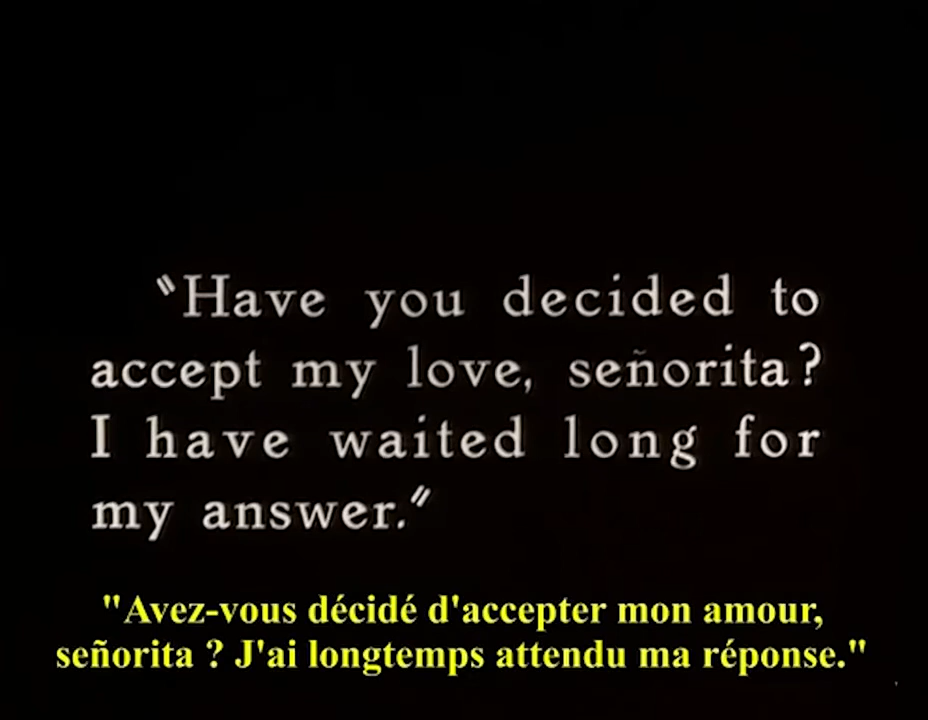 "Have you decided to
accept my love, señorita?
I have waited long for
my answer."
"Avez-vous décidé d'accepter mon amour,
señorita ? J'ai longtemps attendu ma réponse."